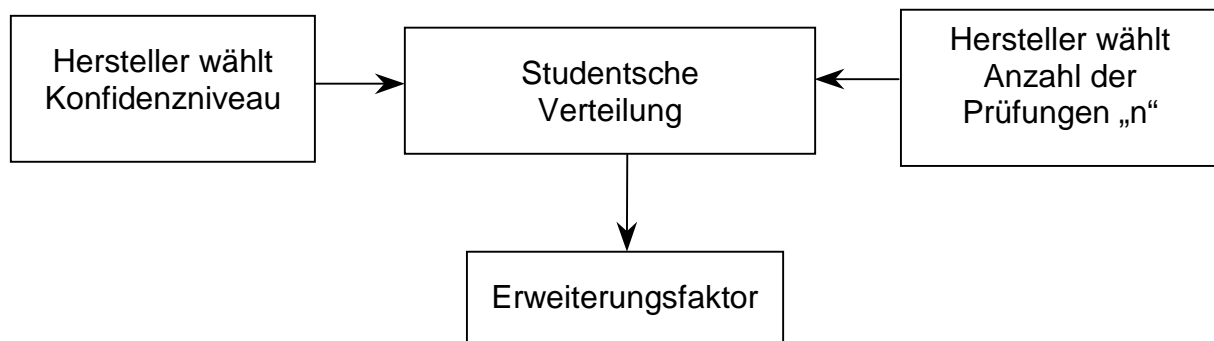 Hersteller wählt
Konfidenzniveau
Studentsche
Verteilung
Hersteller wählt
Anzahl der
Prüfungen „n“
Erweiterungsfaktor